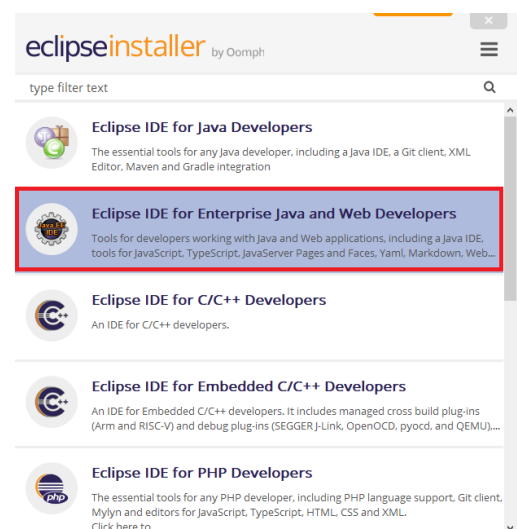 eclipseinstaller by Oomph
type filter text
Eclipse IDE for Java Developers
The essential tools for any Java developer, including a Java IDE, a Git client, XML
Editor, Maven and Gradle integration
Java EE
IDE
Eclipse IDE for Enterprise Java and Web Developers
Tools for developers working with Java and Web applications, including a Java IDE,
tools for JavaScript, TypeScript, JavaServer Pages and Faces, Yaml, Markdown, Web...
C++
Eclipse IDE for C/C++ Developers
An IDE for C/C++ developers.
C++
Eclipse IDE for Embedded C/C++ Developers
An IDE for Embedded C/C++ developers. It includes managed cross build plug-ins
(Arm and RISC-V) and debug plug-ins (SEGGER J-Link, OpenOCD, pyocd, and QEMU),...
php
Eclipse IDE for PHP Developers
The essential tools for any PHP developer, including PHP language support, Git client,
Mylyn and editors for JavaScript, TypeScript, HTML, CSS and XML.
Click here to